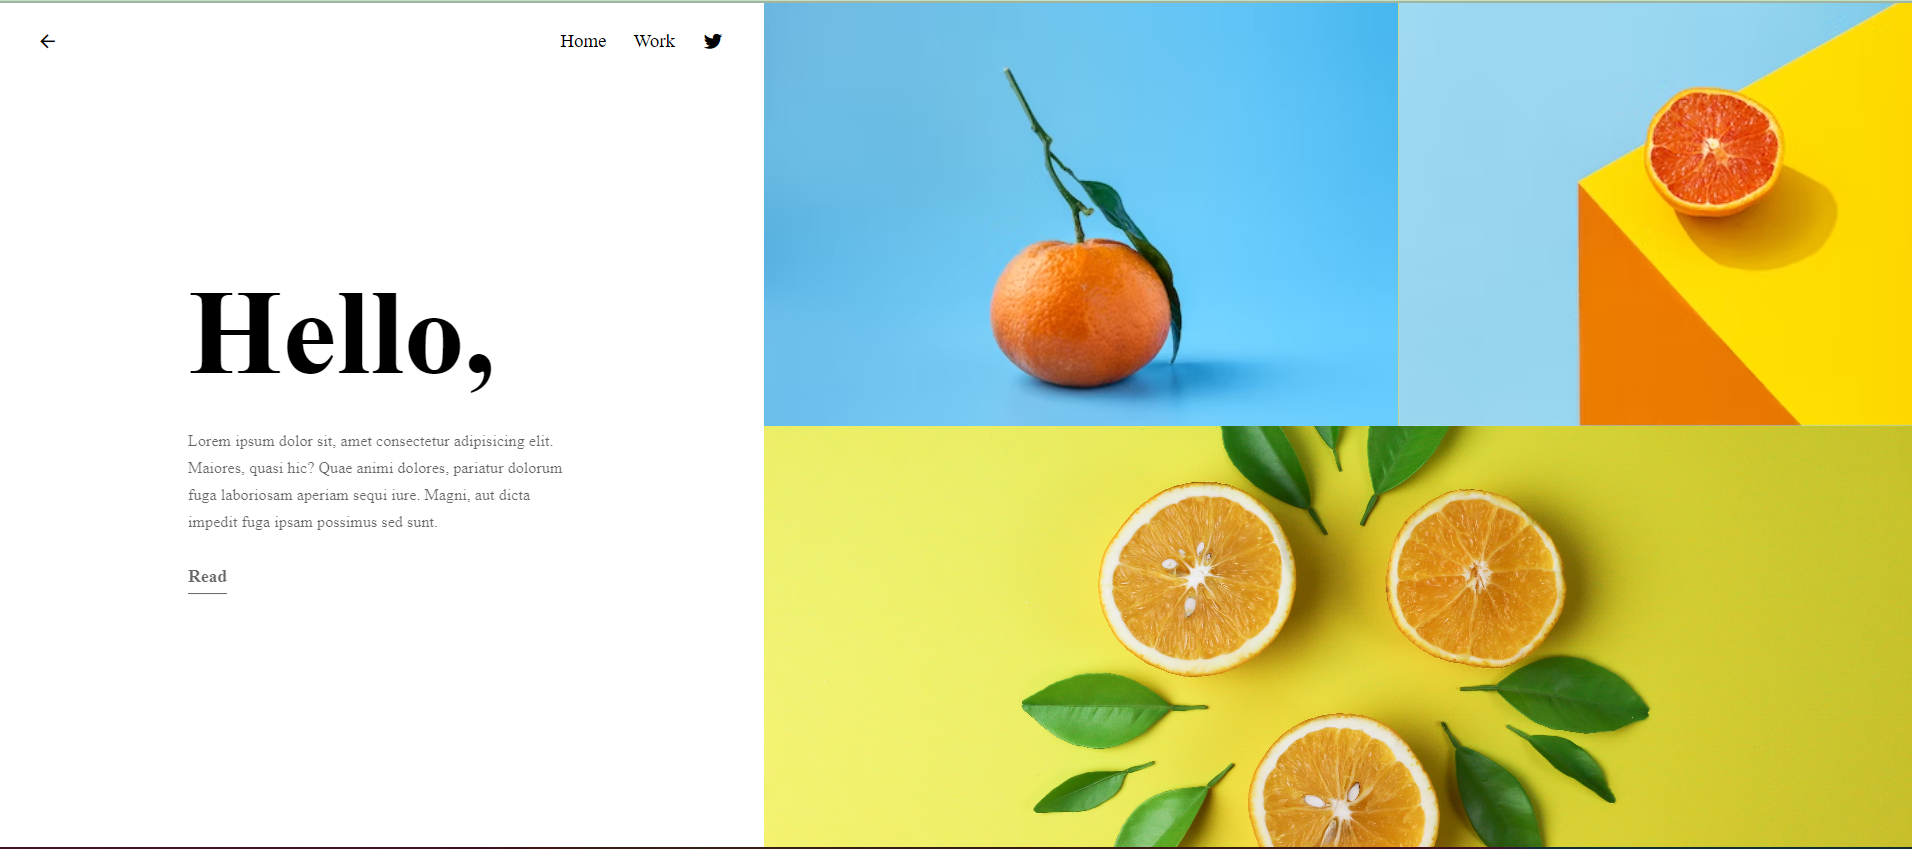 Home Work
Hello,
Lorem ipsum dolor sit, amet consectetur adipisicing elit.
Maiores, quasi hic? Quae animi dolores, pariatur dolorum
fuga laboriosam aperiam sequi iure. Magni, aut dicta
impedit fuga ipsam possimus sed sunt.
Read